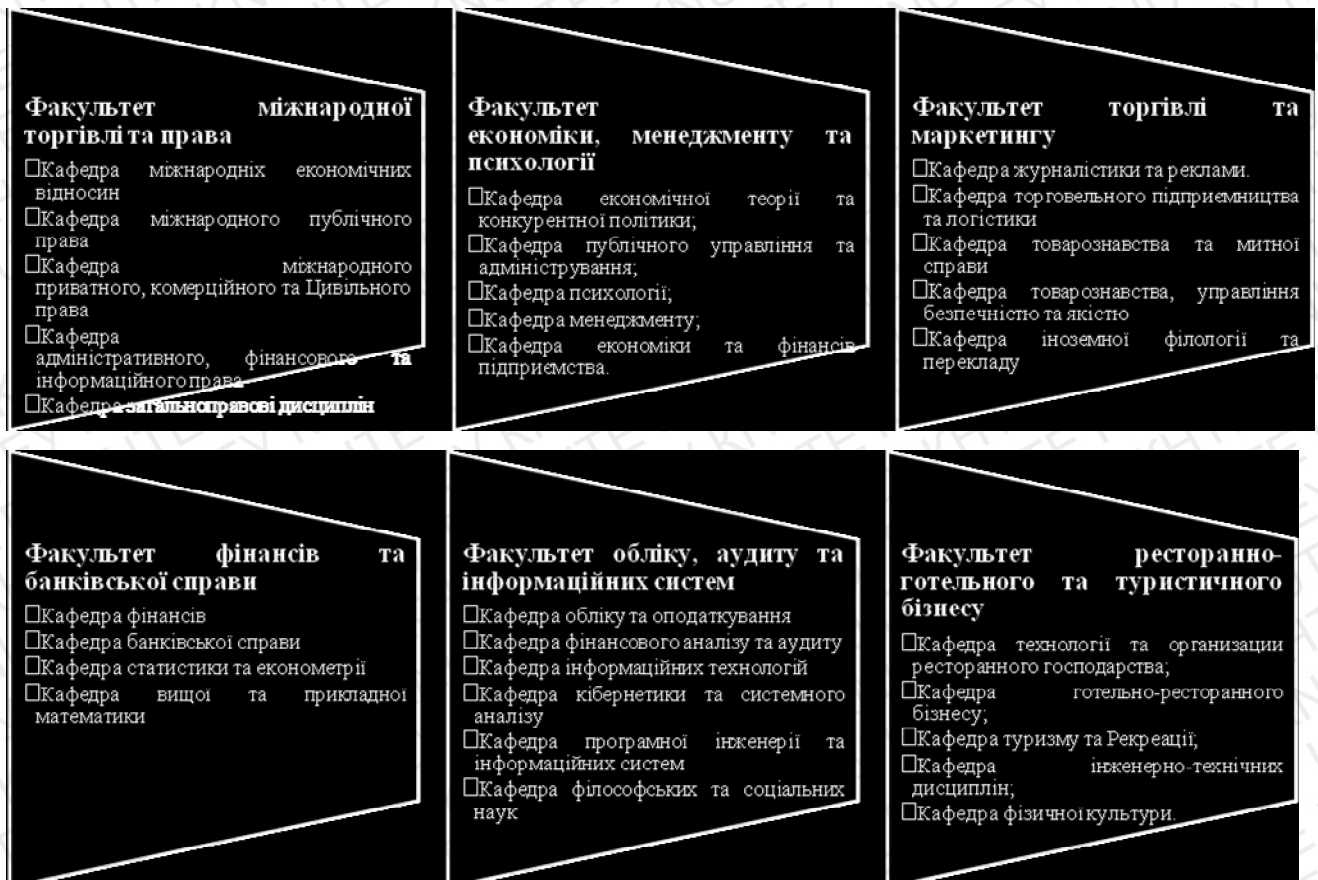 Факультет міжнародної
торгівлі та права
□Кафедра міжнародніх економічних
відносин
□Кафедра міжнародного публічного
права
□Кафедра міжнародного
приватного, комерційного та Цивільного
права
□Кафедра
адміністративного, фінансового та
інформаційного права
□Кафедра загальноправові дисциплін
Факультет
економіки, менеджменту та
психології
□Кафедра економічної теорії та
конкурентної політики;
□Кафедра публічного управління та
адміністрування;
□Кафедра психології;
□Кафедра менеджменту;
□Кафедра економіки та фінансів
підприємства.
Факультет торгівлі та
маркетингу
□Кафедра журналістики та реклами.
□Кафедра торговельного підприємництва
та логістики
□Кафедра товарознавства та митної
справи
□Кафедра товарознавства, управління
безпечністю та якістю
□Кафедра іноземної філології та
перекладу
Факультет фінансів та
банківської справи
□Кафедра фінансів
□Кафедра банківської справи
□Кафедра статистики та економетрії
□Кафедра вищої та прикладної
математики
Факультет обліку, аудиту та
інформаційних систем
□Кафедра обліку та оподаткування
□Кафедра фінансового аналізу та аудиту
□Кафедра інформаційних технологій
□Кафедра кібернетики та системного
аналізу
□Кафедра програмної інженерії та
інформаційних систем
□Кафедра філософських та соціальних
наук
Факультет ресторанно-
готельного та туристичного
бізнесу
□Кафедра технології та организации
ресторанного господарства;
□Кафедра готельно-ресторанного
бізнесу;
□Кафедра туризму та Рекреації;
□Кафедра інженерно-технічних
дисциплін;
□Кафедра фізичної культури.